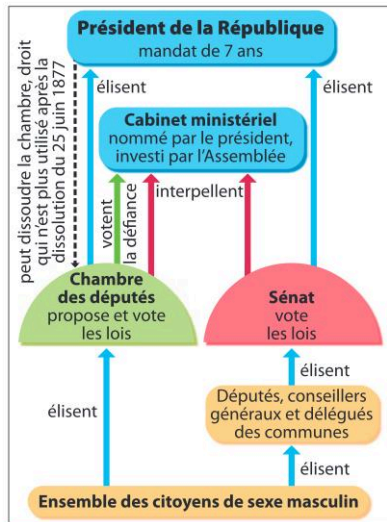 Président de la République
mandat de 7 ans
peut dissoudre la chambre, droit
qui n'est plus utilisé après la
dissolution du 25 juin 1877
élisent
élisent
Cabinet ministériel
nommé par le président,
investi par l'Assemblée
votent
la défiance
interpellent
Chambre
des députés
propose et vote
les lois
Sénat
vote
les lois
élisent
élisent
Députés, conseillers
généraux et délégués
des communes
élisent
Ensemble des citoyens de sexe masculin